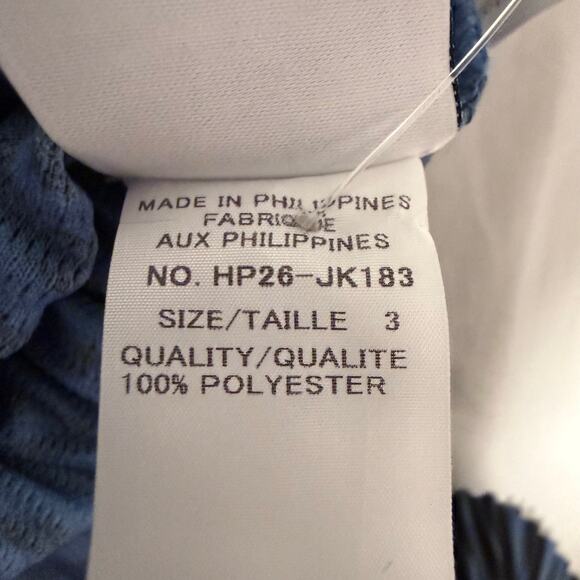 MADE IN PHILIPPINES
FABRIQUE
AUX PHILIPPINES
NO. HP26-JK183
SIZE/TAILLE 3
QUALITY/QUALITE
100% POLYESTER